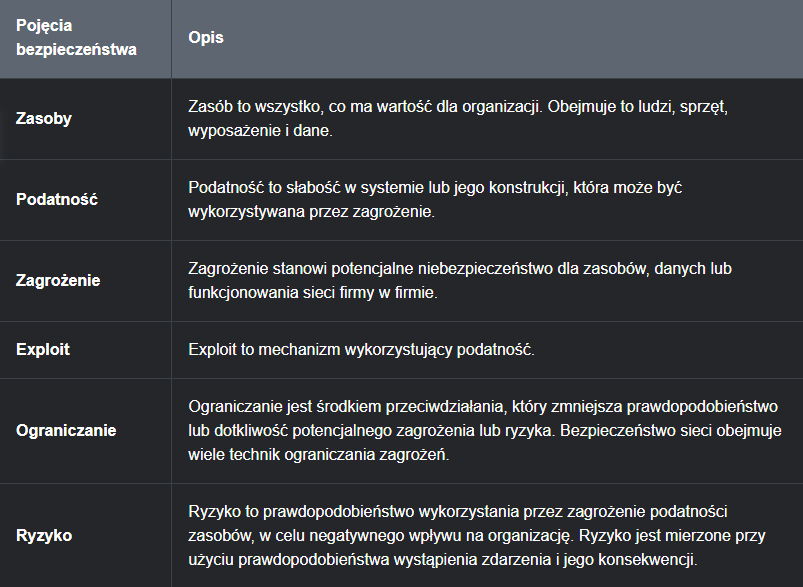 Pojęcia
bezpieczeństwa
Opis
Zasoby
Zasób to wszystko, co ma wartość dla organizacji. Obejmuje to ludzi, sprzęt,
wyposażenie i dane.
Podatność
Podatność to słabość w systemie lub jego konstrukcji, która może być
wykorzystywana przez zagrożenie.
Zagrożenie
Zagrożenie stanowi potencjalne niebezpieczeństwo dla zasobów, danych lub
funkcjonowania sieci firmy w firmie.
Exploit
Exploit to mechanizm wykorzystujący podatność.
Ograniczanie
Ograniczanie jest środkiem przeciwdziałania, który zmniejsza prawdopodobieństwo
lub dotkliwość potencjalnego zagrożenia lub ryzyka. Bezpieczeństwo sieci obejmuje
wiele technik ograniczania zagrożeń.
Ryzyko
Ryzyko to prawdopodobieństwo wykorzystania przez zagrożenie podatności
zasobów, w celu negatywnego wpływu na organizację. Ryzyko jest mierzone przy
użyciu prawdopodobieństwa wystąpienia zdarzenia i jego konsekwencji.